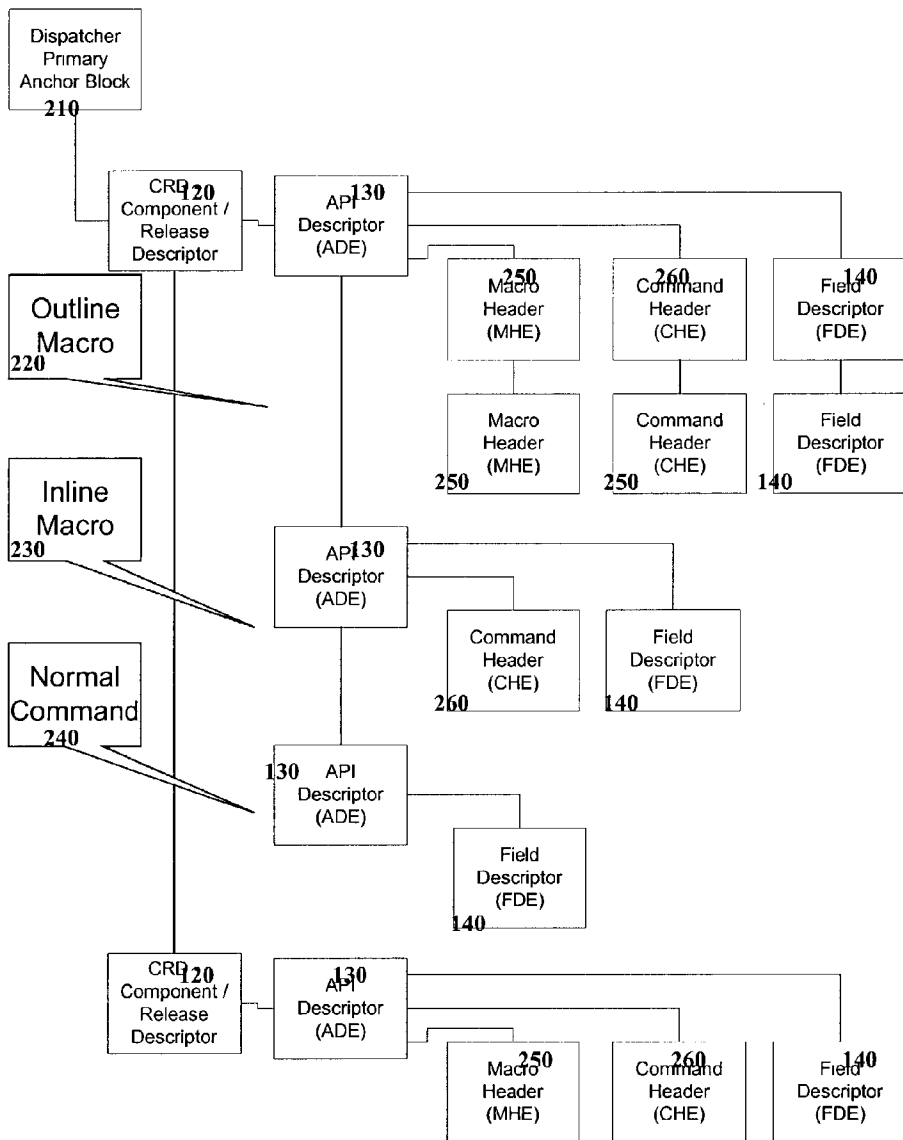 Dispatcher
Primary
Anchor Block
210
CRD -
120
Component /
Release
Descriptor
130
API
Descriptor
(ADE)
250
Macro
Header
(MHE)
260
Command
Header
(CHE)
140
Field
Descriptor
(FDE)
Outline
Macro
220
Macro
Header
(MHE)
250
Command
Header
(CHE)
250
Field
Descriptor
(FDE)
140
Inline
Macro
230
130
API
Descriptor
(ADE)
Command
Header
(CHE)
260
Field
Descriptor
(FDE)
140
Normal
Command
240
130
API
Descriptor
(ADE)
Field
Descriptor
(FDE)
140
CRD -
120
Component /
Release
Descriptor
130
API
Descriptor
(ADE)
250
Macro
Header
(MHE)
260
Command
Header
(CHE)
140
Field
Descriptor
(FDE)